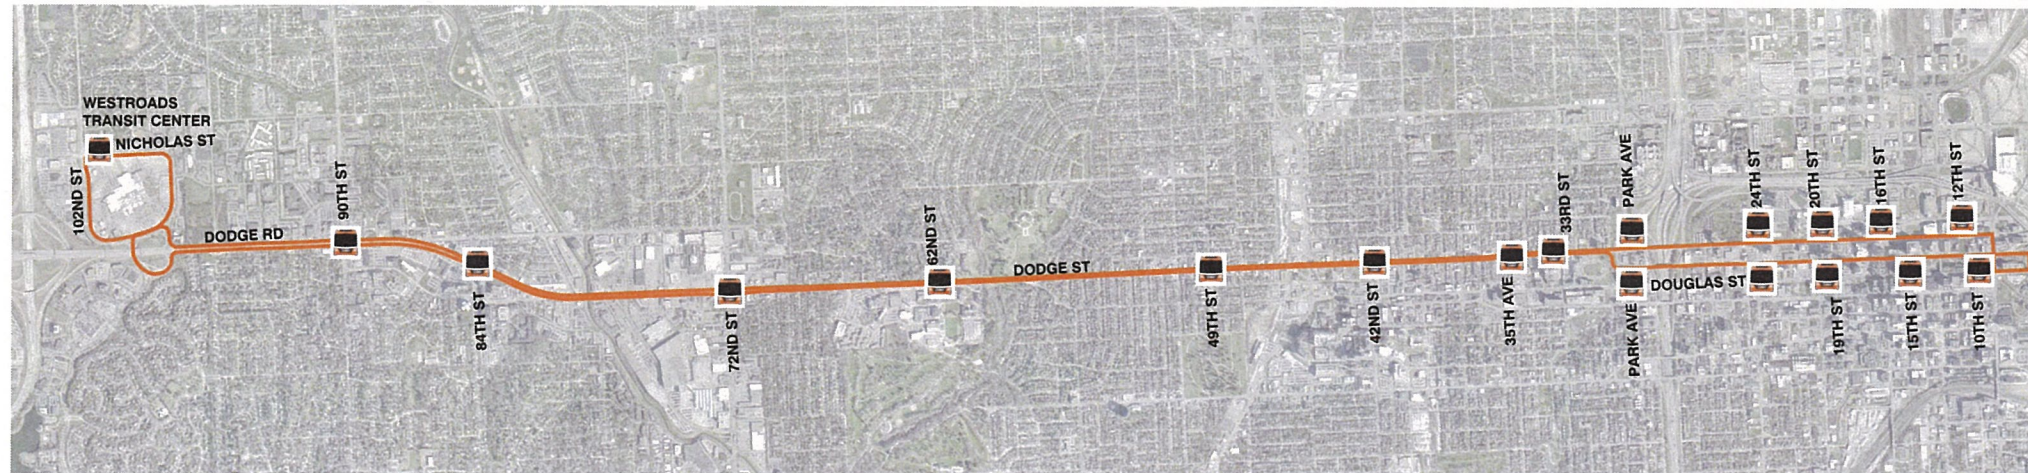 WESTROADS
TRANSIT CENTER
NICHOLAS ST
102ND ST
DODGE RD
90TH ST
84TH ST
72ND ST
62ND ST
DODGE ST
49TH ST
42ND ST
35TH AVE
33RD ST
PARK AVE
PARK AVE
DOUGLAS ST
24TH ST
20TH ST
19TH ST
16TH ST
15TH ST
12TH ST
10TH ST